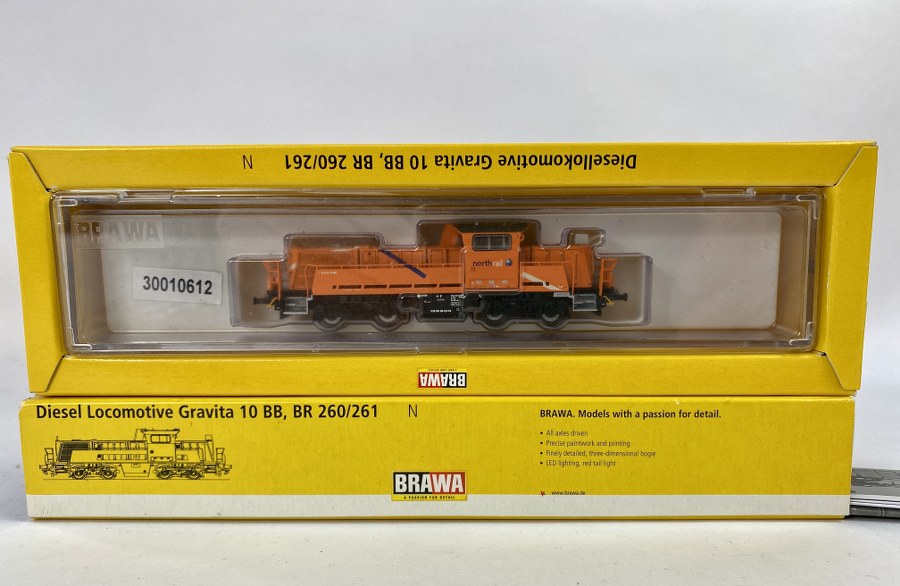 Diesellokomotive Gravita 10 BB, BR 260/261 N
BRAWA
30010612
northrail
BRAWA
Diesel Locomotive Gravita 10 BB, BR 260/261 N
BRAWA. Models with a passion for detail.
• All axles driven
• Precise paintwork and printing
• Finely detailed, three-dimensional bogie
• LED lighting, red tail light
BRAWA
A PASSION FOR DETAIL
www.brawa.de